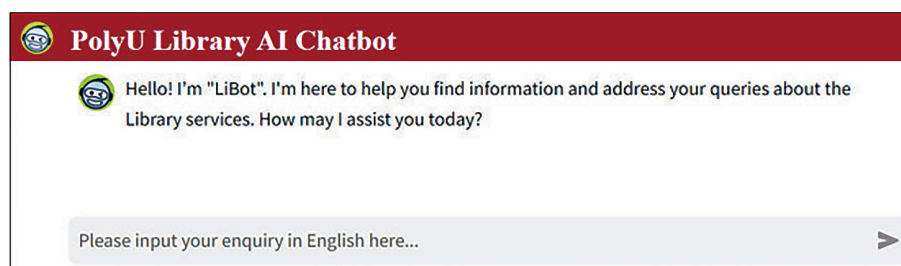 PolyU Library AI Chatbot
Hello! I'm "LiBot". I'm here to help you find information and address your queries about the
Library services. How may I assist you today?
Please input your enquiry in English here...